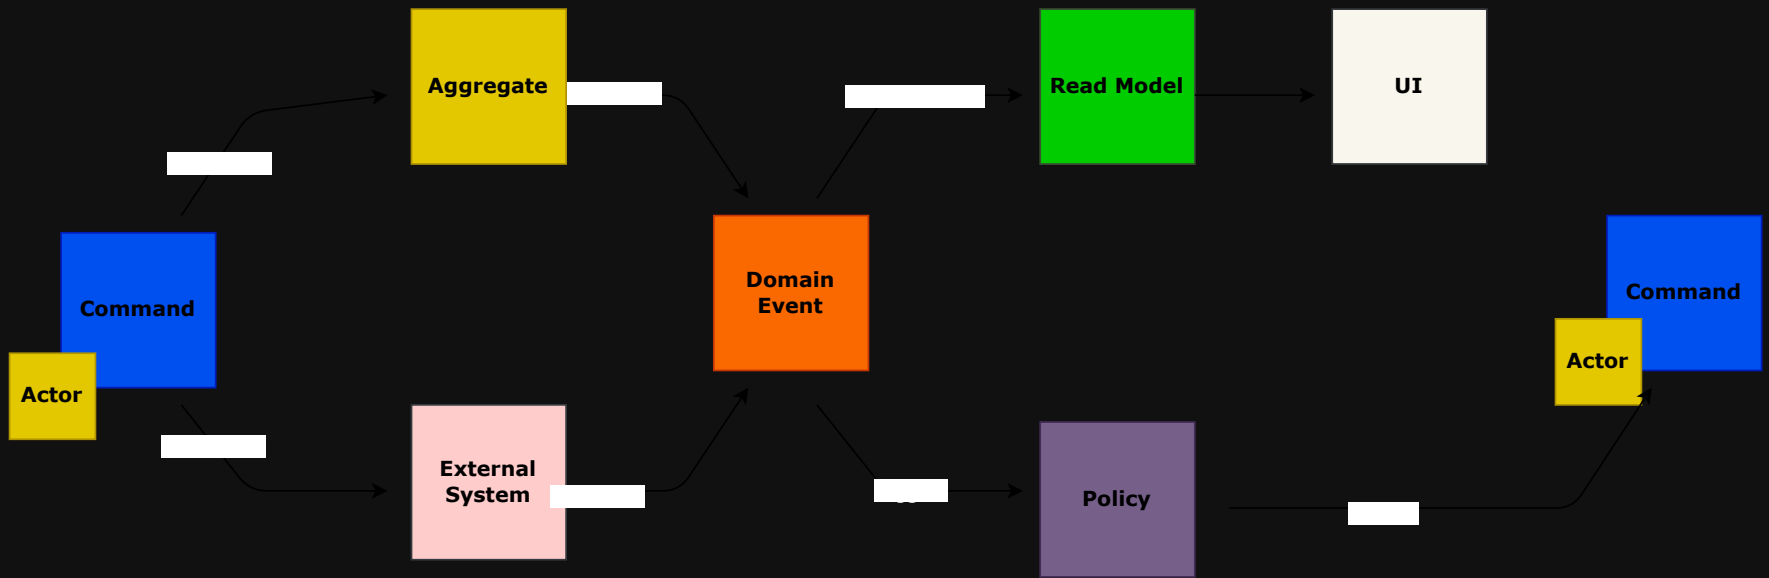 Aggregate
Read Model
UI
Command
Actor
Domain
Event
Command
Actor
External
System
Policy